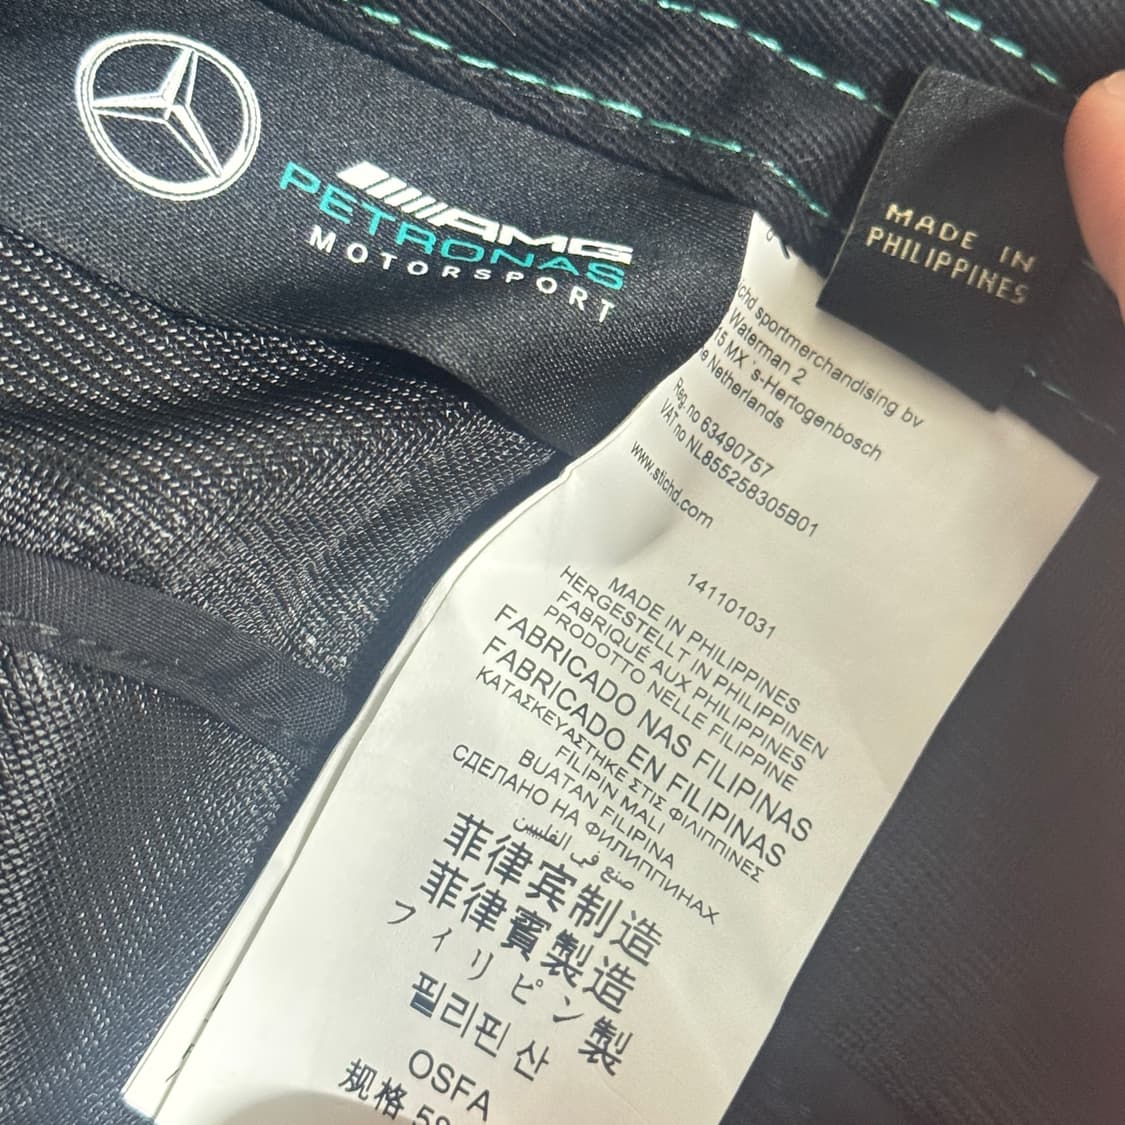 AMG
PETRONAS
MOTORSPORT
MADE IN
PHILIPPINES
chd sportmerchandising bv
Waterman 2
15 MX 's-Hertogenbosch
Netherlands
Reg. no 63490757
VAT no NL855258305B01
www.stichd.com
141101031
MADE IN PHILIPPINES
HERGESTELLT IN PHILIPPINEN
FABRIQUÉ AUX PHILIPPINES
PRODOTTO NELLE FILIPPINE
FABRICADO NAS FILIPINAS
FABRICADO EN FILIPINAS
ΚΑΤΑΣΚΕΥΑΣΤΗΚΕ ΣΤΙΣ ΦΙΛΙΠΠΙΝΕΣ
FILIPIN MALI
BUATAN FILIPINA
СДЕЛАНО НА ФИЛИППИНАХ
صنع في الفلبين
菲律宾制造
菲律賓製造
フィリピン製
필리핀 산
OSFA
规格